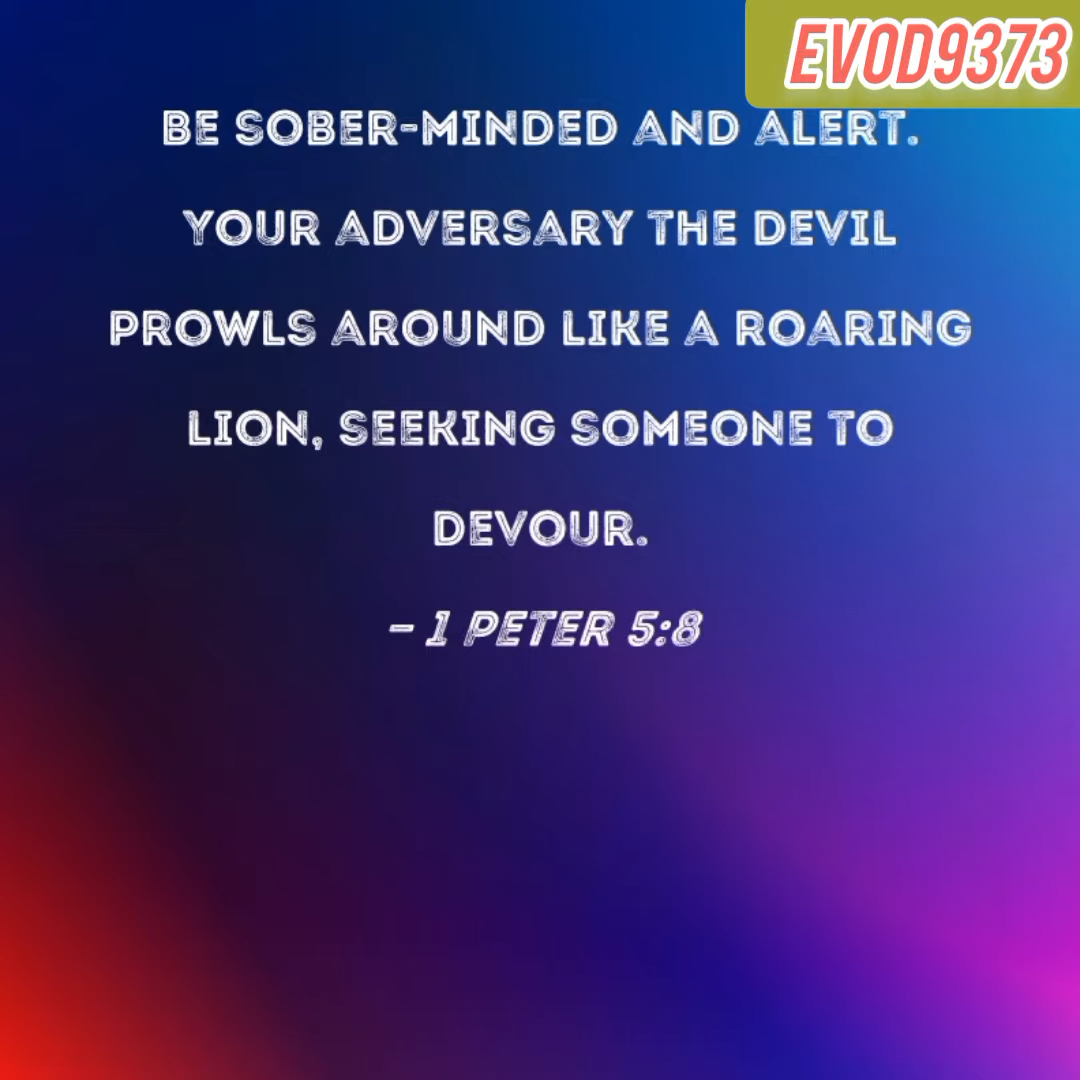 EVOD9373
BE SOBER-MINDED AND ALERT.
YOUR ADVERSARY THE DEVIL
PROWLS AROUND LIKE A ROARING
LION, SEEKING SOMEONE TO
DEVOUR.
– 1 PETER 5:8